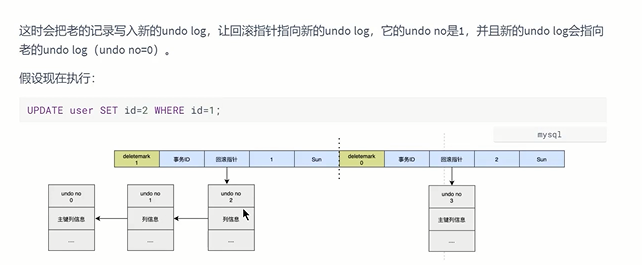 这时会把老的记录写入新的undo log，让回滚指针指向新的undo log，它的undo no是1，并且新的undo log会指向
老的undo log（undo no=0）。
假设现在执行：
UPDATE user SET id=2 WHERE id=1;
mysql
deletemark 1 事务ID 回滚指针 1 Sun deletemark 0 事务ID 回滚指针 2 Sun
undo no 0 undo no 1 undo no 2 undo no 3
主键列信息 列信息 列信息 主键列信息
.... .... .... ....